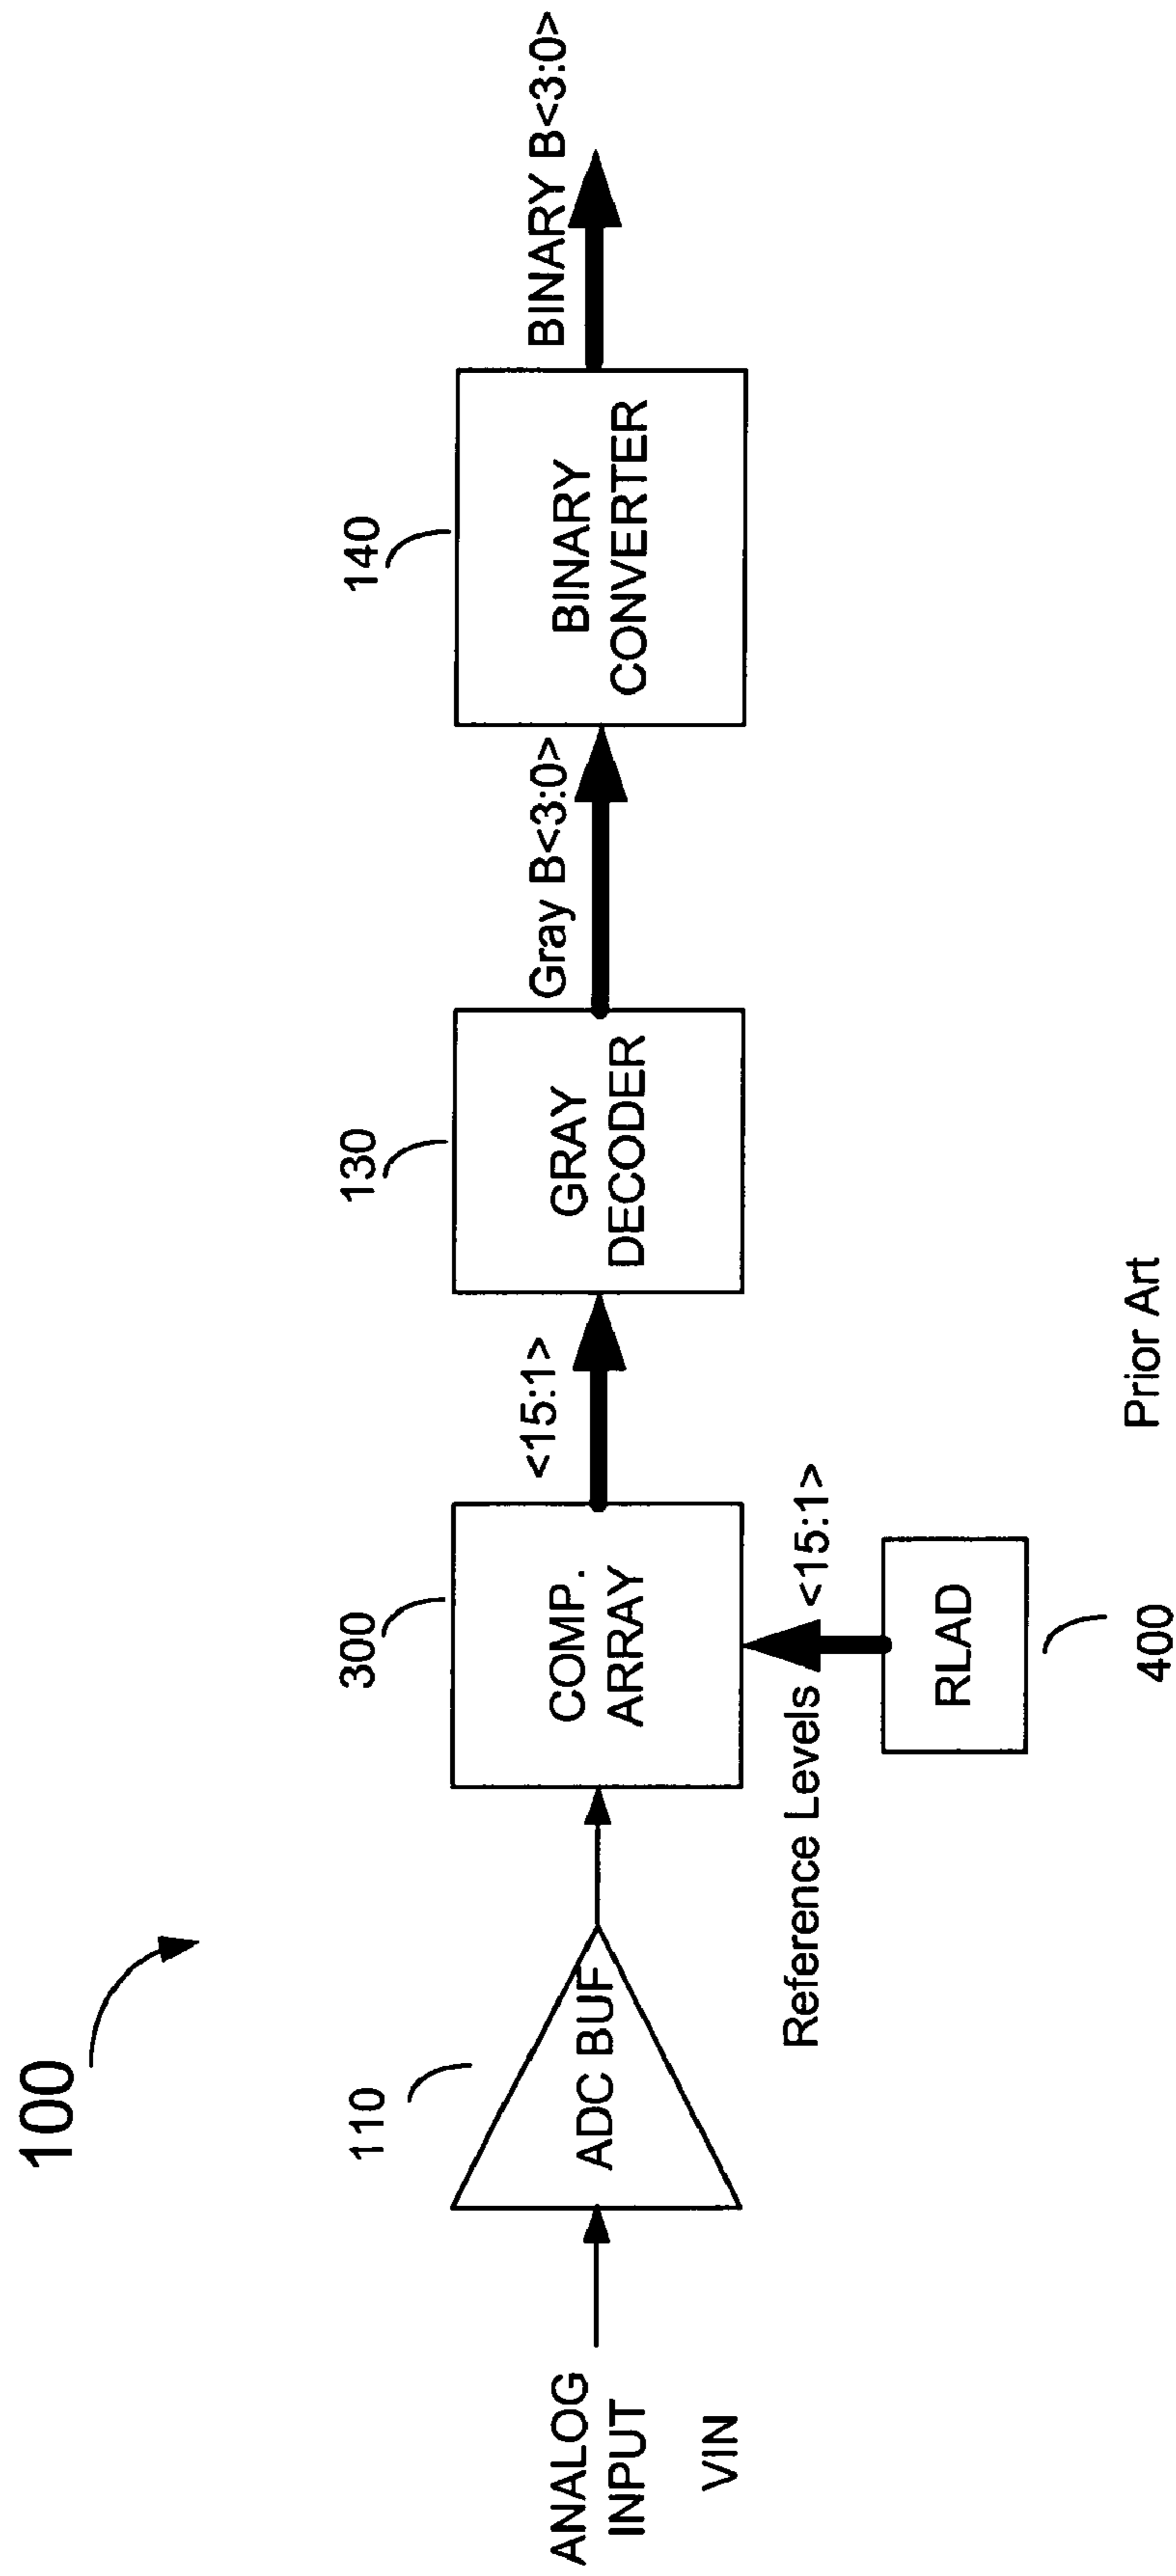 100
110
300
130
140
ANALOG
INPUT
VIN
ADC BUF
COMP.
ARRAY
<15:1>
GRAY
DECODER
Gray B<3:0>
BINARY
CONVERTER
BINARY B<3:0>
Reference Levels <15:1>
RLAD
400
Prior Art